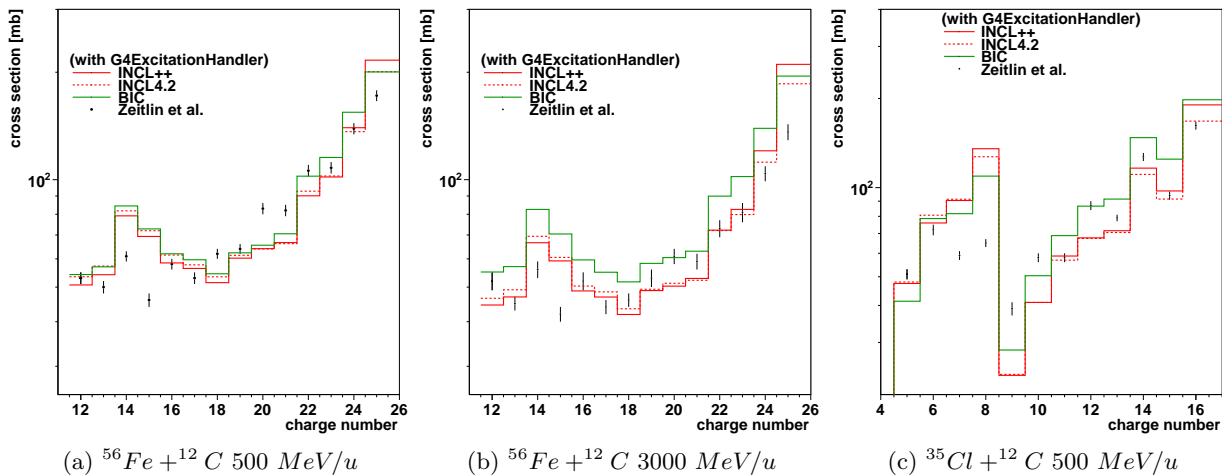 cross section [mb]
(with G4ExcitationHandler)
INCL++
INCL4.2
BIC
Zeitlin et al.
10²
12 14 16 18 20 22 24 26
charge number
(a) ⁵⁶Fe +¹² C 500 MeV/u
cross section [mb]
(with G4ExcitationHandler)
INCL++
INCL4.2
BIC
Zeitlin et al.
10²
12 14 16 18 20 22 24 26
charge number
(b) ⁵⁶Fe +¹² C 3000 MeV/u
cross section [mb]
(with G4ExcitationHandler)
INCL++
INCL4.2
BIC
Zeitlin et al.
10²
4 6 8 10 12 14 16
charge number
(c) ³⁵Cl +¹² C 500 MeV/u